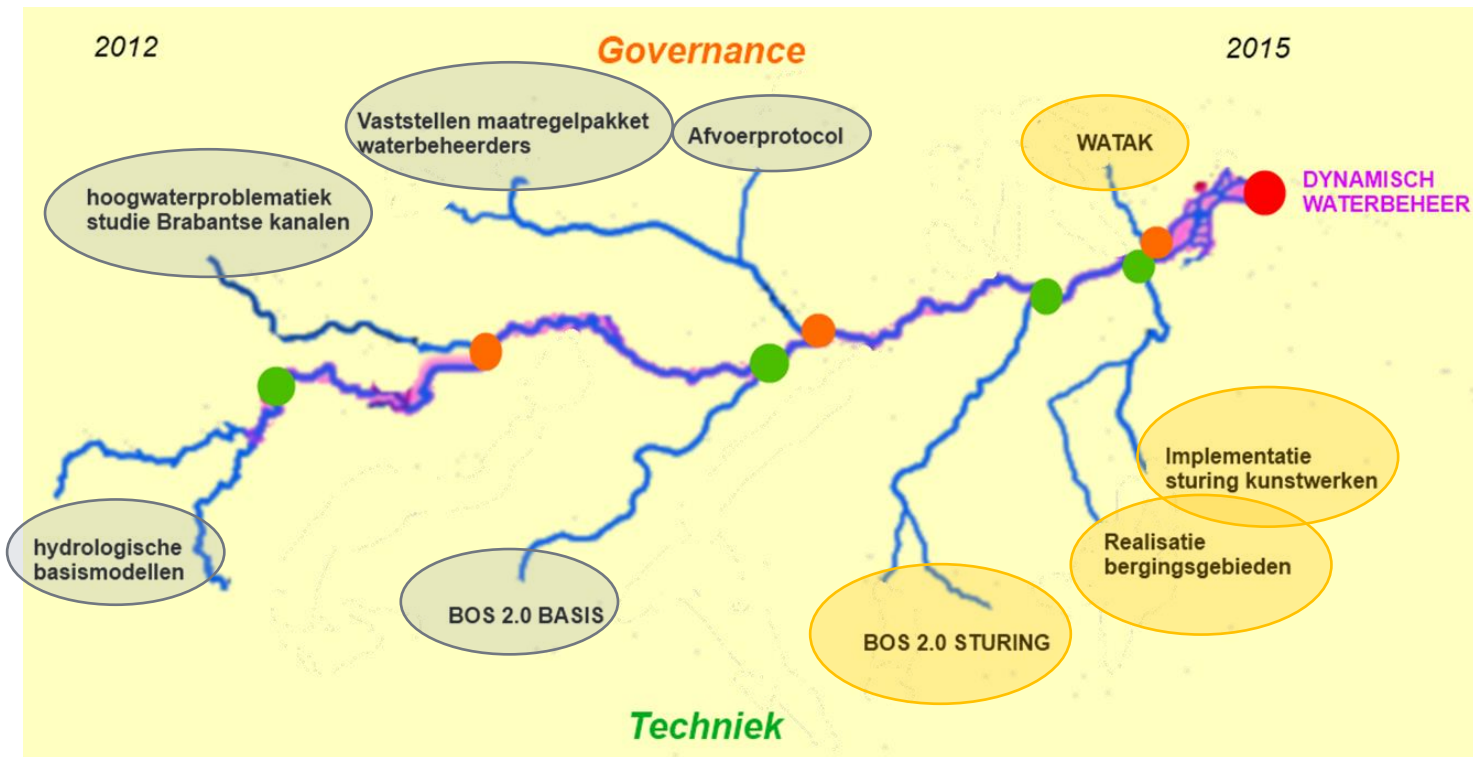 2012
Governance
2015
Vaststellen maatregelpakket
waterbeheerders
Afvoerprotocol
WATAK
hoogwaterproblematiek
studie Brabantse kanalen
DYNAMISCH
WATERBEHEER
Implementatie
sturing kunstwerken
hydrologische
basismodellen
Realisatie
bergingsgebieden
BOS 2.0 BASIS
BOS 2.0 STURING
Techniek